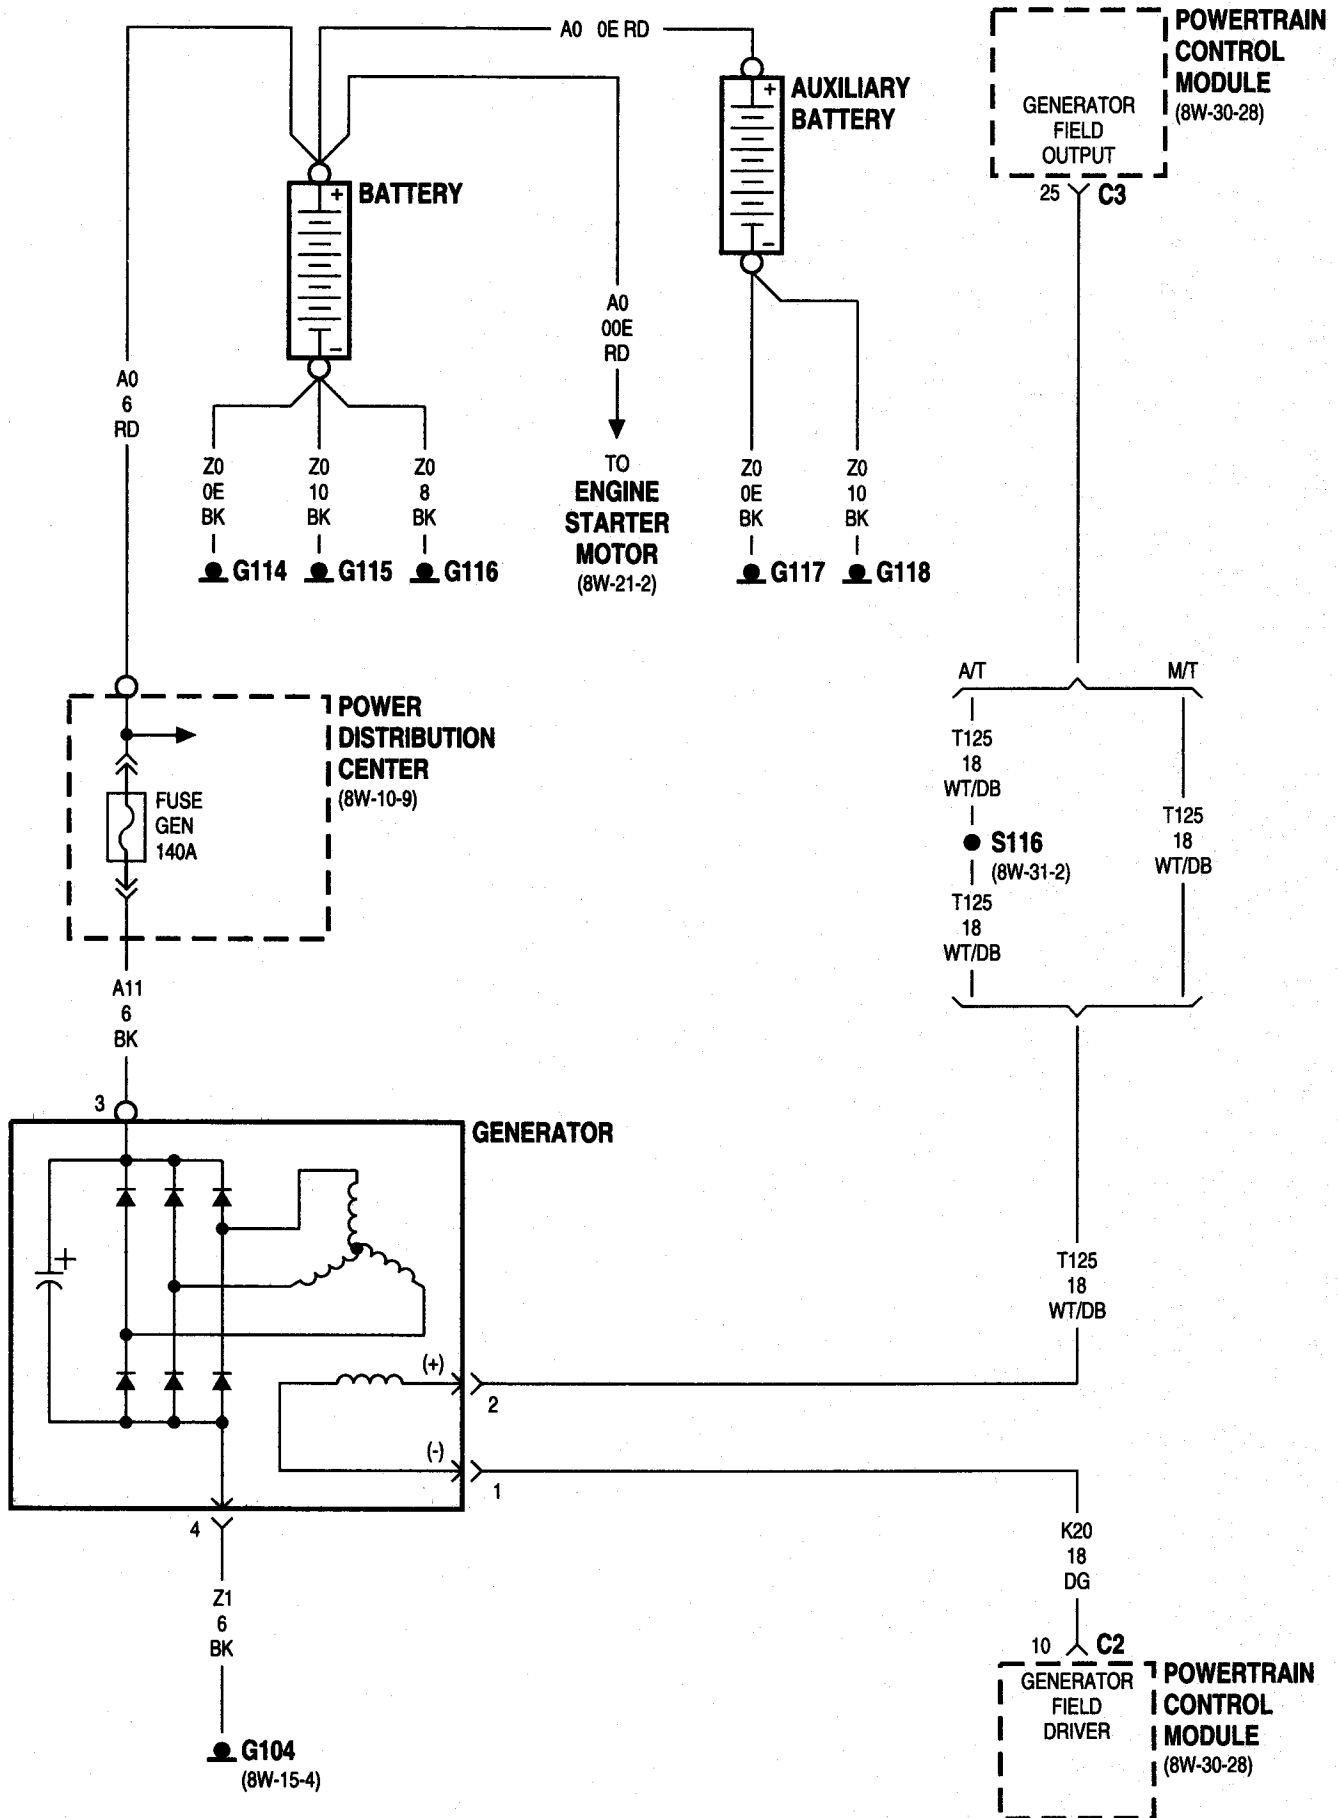 A0 0E RD
POWERTRAIN
CONTROL
MODULE
(8W-30-28)
GENERATOR
FIELD
OUTPUT
25
C3
+
AUXILIARY
BATTERY
-
+
BATTERY
-
A0
6
RD
A0
00E
RD
Z0
0E
BK
Z0
10
BK
Z0
8
BK
TO
ENGINE
STARTER
MOTOR
(8W-21-2)
Z0
0E
BK
Z0
10
BK
G114
G115
G116
G117
G118
A/T
M/T
T125
18
WT/DB
S116
(8W-31-2)
T125
18
WT/DB
T125
18
WT/DB
POWER
DISTRIBUTION
CENTER
(8W-10-9)
FUSE
GEN
140A
A11
6
BK
3
GENERATOR
+
T125
18
WT/DB
(+)
2
(-)
1
4
Z1
6
BK
G104
(8W-15-4)
K20
18
DG
10
C2
GENERATOR
FIELD
DRIVER
POWERTRAIN
CONTROL
MODULE
(8W-30-28)